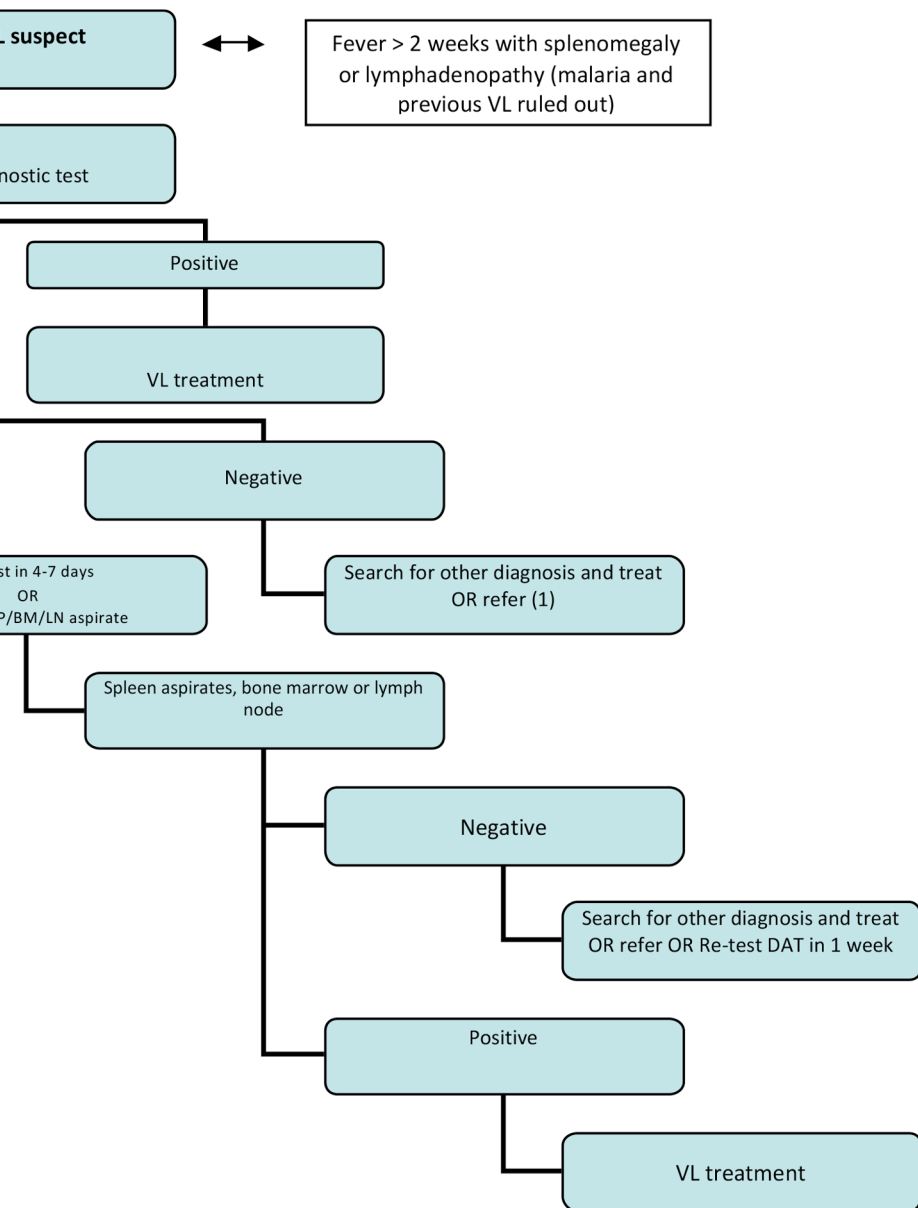 L suspect
Fever > 2 weeks with splenomegaly
or lymphadenopathy (malaria and
previous VL ruled out)
nostic test
Positive
VL treatment
Negative
st in 4-7 days
OR
P/BM/LN aspirate
Search for other diagnosis and treat
OR refer (1)
Spleen aspirates, bone marrow or lymph
node
Negative
Search for other diagnosis and treat
OR refer OR Re-test DAT in 1 week
Positive
VL treatment